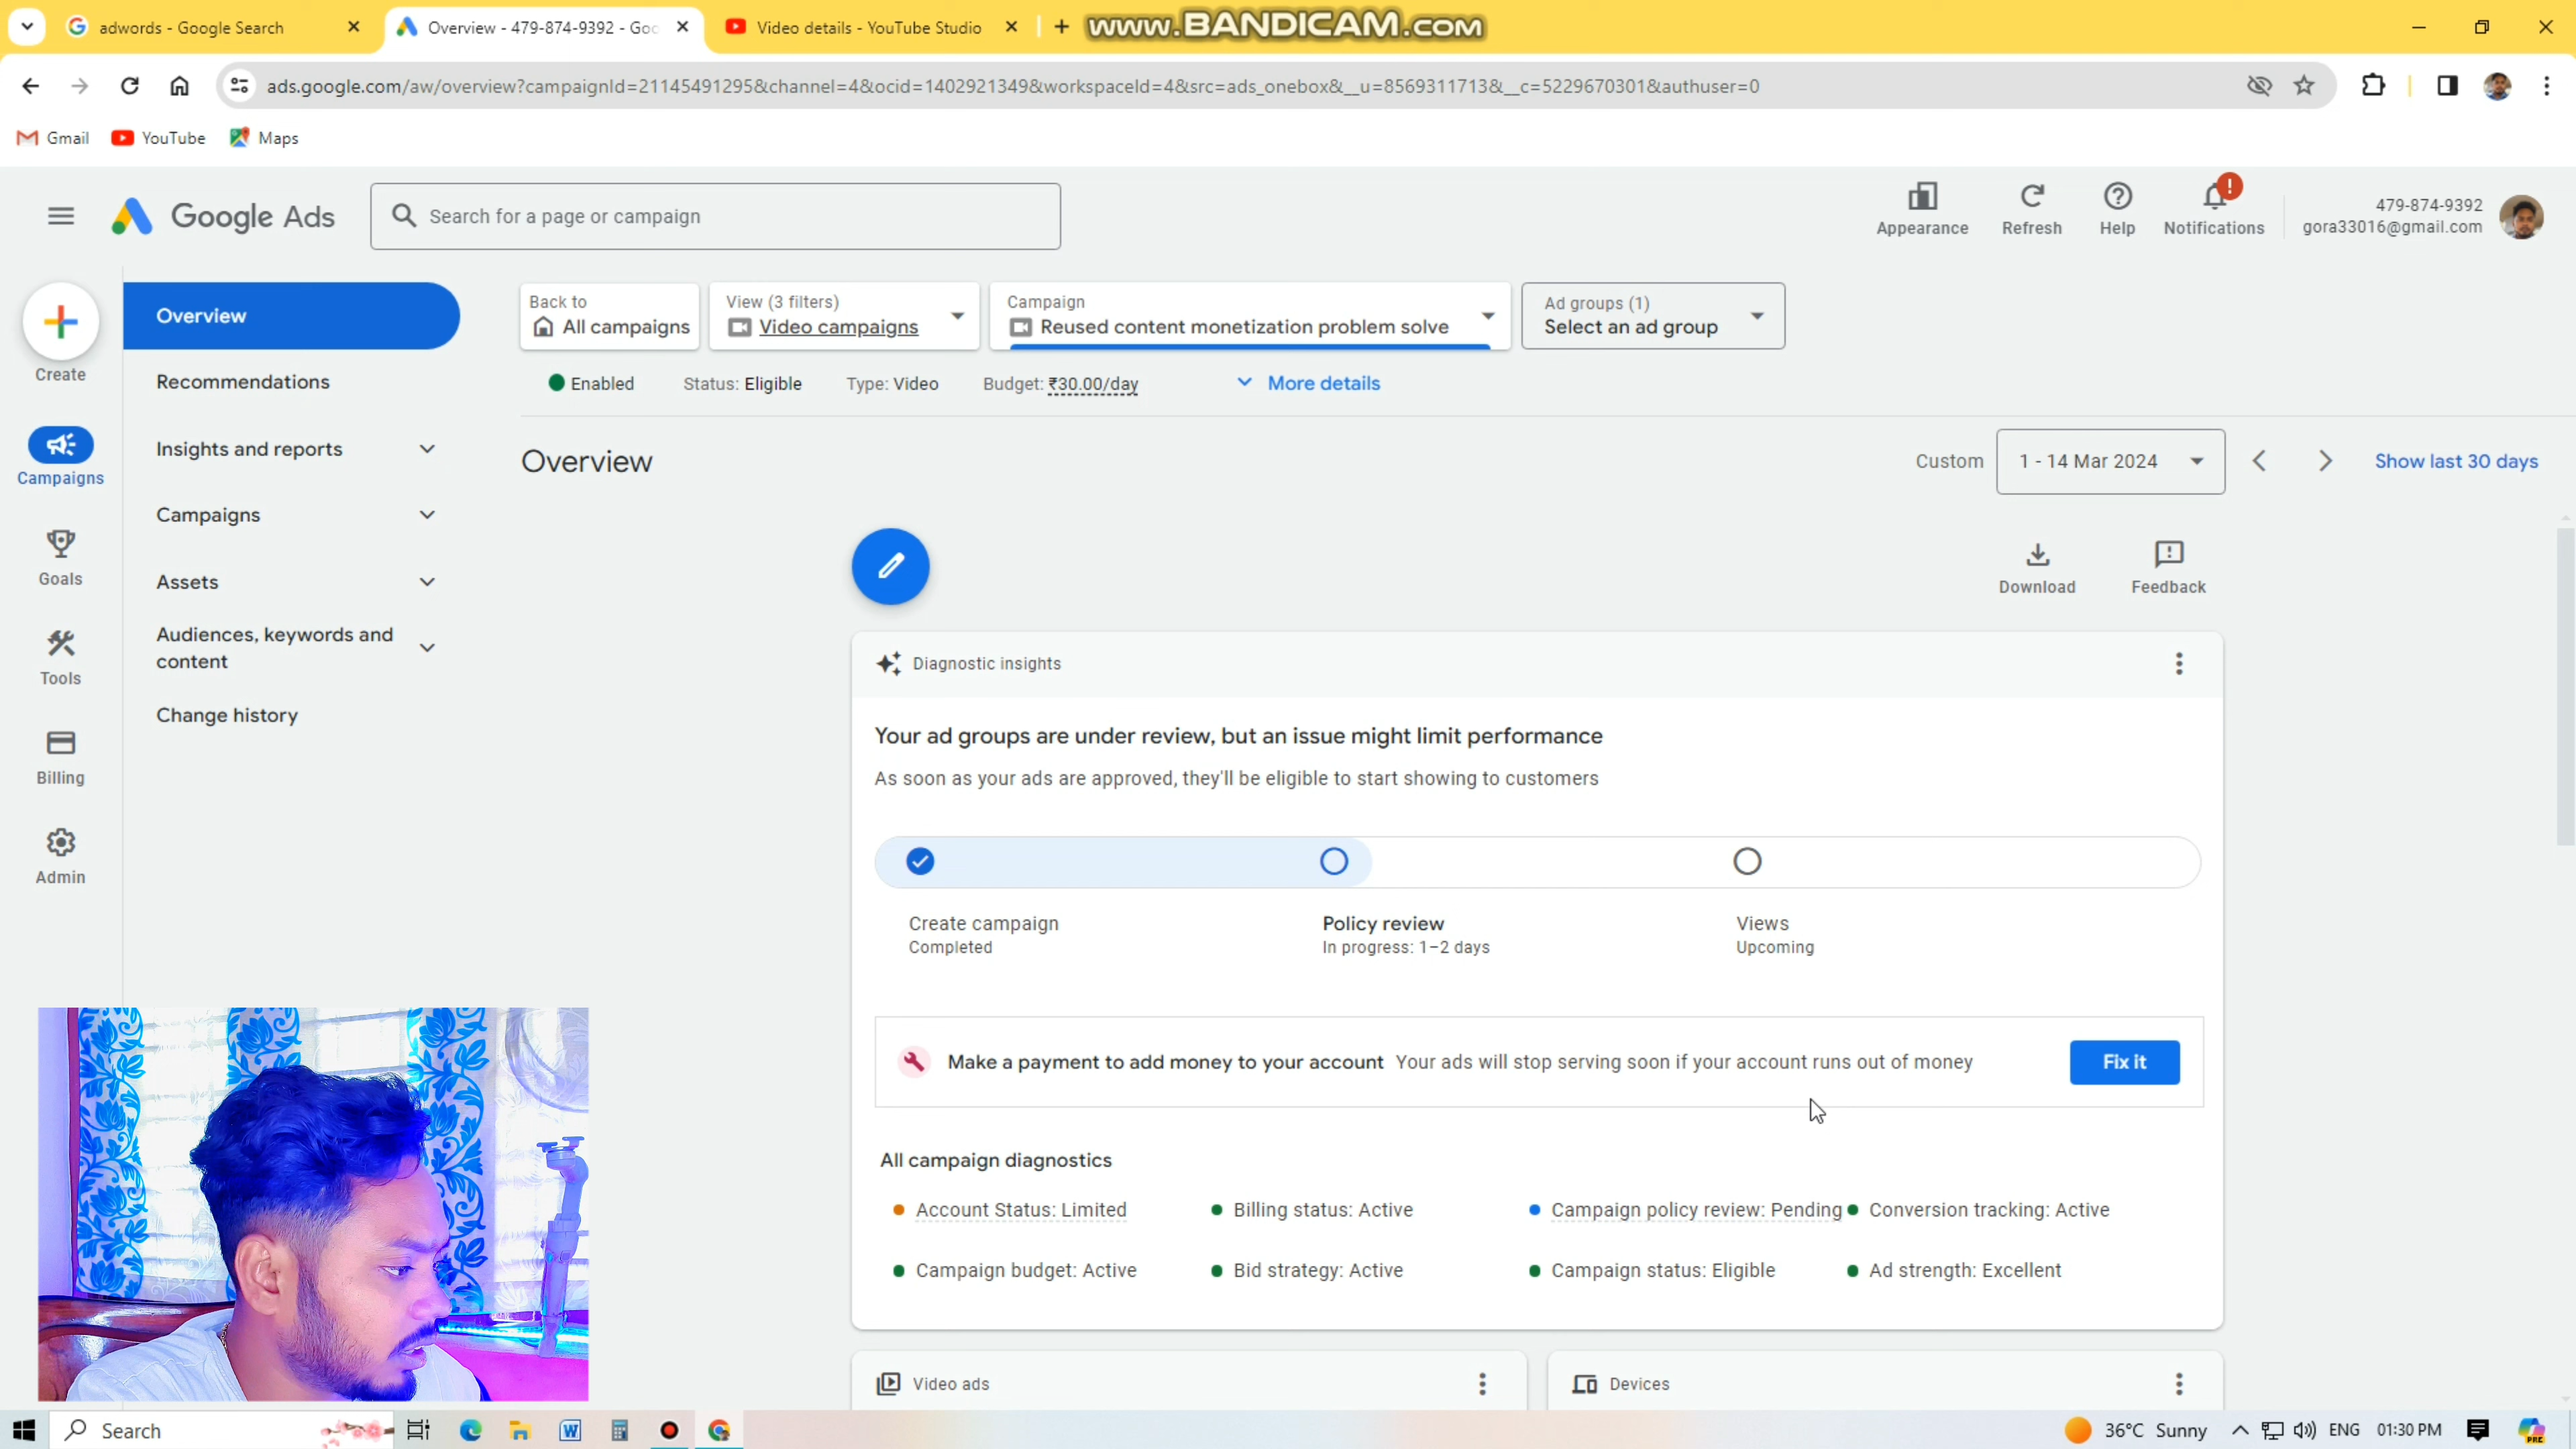 adwords - Google Search
Overview - 479-874-9392 - Goo
Video details - YouTube Studio
www.BANDICAM.com
ads.google.com/aw/overview?campaignId=21145491295&channel=4&ocid=1402921349&workspaceId=4&src=ads_onebox&__u=8569311713&__c=5229670301&authuser=0
Gmail
YouTube
Maps
Google Ads
Search for a page or campaign
Appearance
Refresh
Help
Notifications
479-874-9392
gora33016@gmail.com
Create
Campaigns
Goals
Tools
Billing
Admin
Overview
Recommendations
Insights and reports
Campaigns
Assets
Audiences, keywords and
content
Change history
Back to
All campaigns
View (3 filters)
Video campaigns
Campaign
Reused content monetization problem solve
Ad groups (1)
Select an ad group
Enabled
Status: Eligible
Type: Video
Budget: ₹30.00/day
More details
Overview
Custom
1 - 14 Mar 2024
Show last 30 days
Download
Feedback
Diagnostic insights
Your ad groups are under review, but an issue might limit performance
As soon as your ads are approved, they'll be eligible to start showing to customers
Create campaign
Completed
Policy review
In progress: 1–2 days
Views
Upcoming
Make a payment to add money to your account Your ads will stop serving soon if your account runs out of money
Fix it
All campaign diagnostics
Account Status: Limited
Billing status: Active
Campaign policy review: Pending
Conversion tracking: Active
Campaign budget: Active
Bid strategy: Active
Campaign status: Eligible
Ad strength: Excellent
Video ads
Devices
Search
36°C Sunny
ENG
01:30 PM
PRE